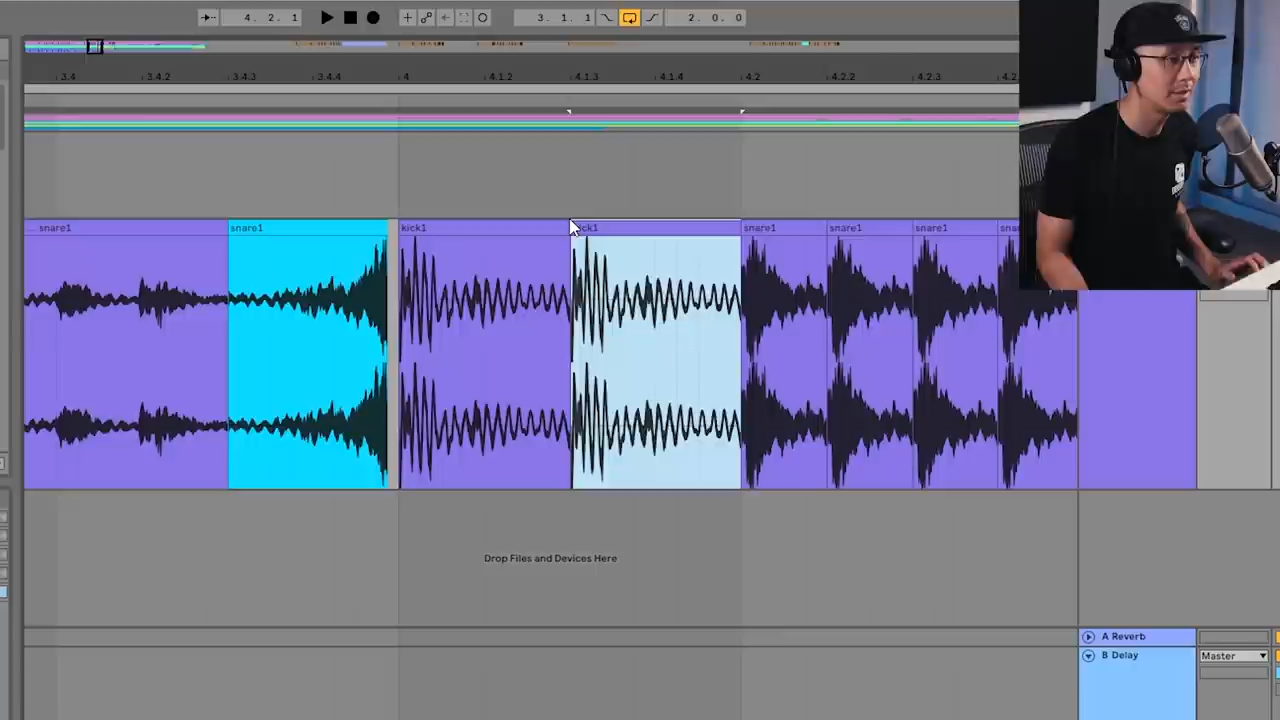 4. 2. 1
3. 1. 1
2. 0. 0
3.4
3.4.2
3.4.3
3.4.4
4
4.1.2
4.1.3
4.1.4
4.2
4.2.2
4.2.3
... snare1
snare1
kick1
snare1
snare1
snare1
Drop Files and Devices Here
A Reverb
B Delay
Master